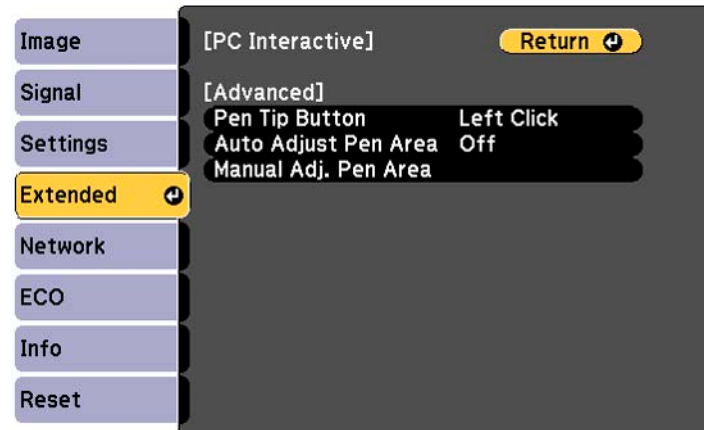 Image
Signal
Settings
Extended
Network
ECO
Info
Reset
[PC Interactive] Return
[Advanced]
Pen Tip Button Left Click
Auto Adjust Pen Area Off
Manual Adj. Pen Area